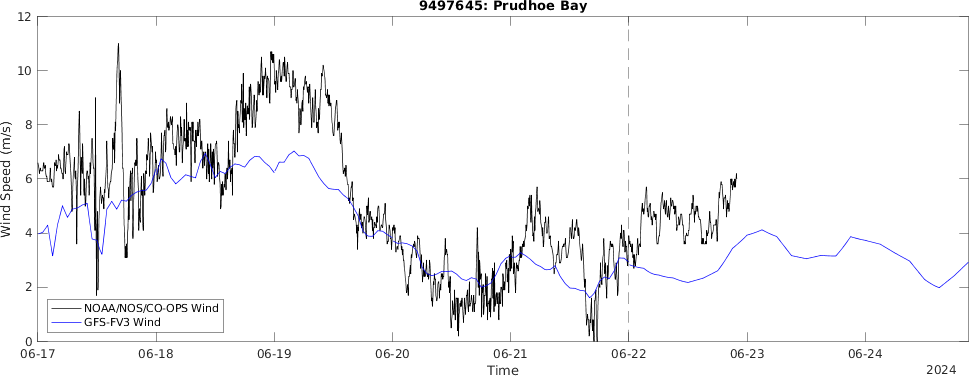 9497645: Prudhoe Bay
12
10
8
6
4
2
0
Wind Speed (m/s)
NOAA/NOS/CO-OPS Wind
GFS-FV3 Wind
06-17 06-18 06-19 06-20 06-21 06-22 06-23 06-24
Time
2024